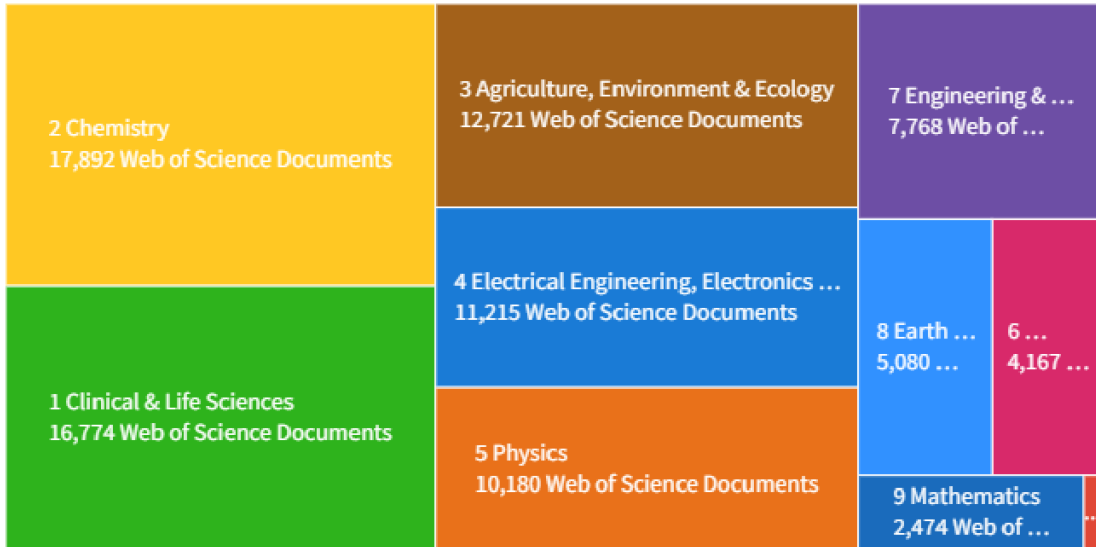 2 Chemistry
17,892 Web of Science Documents
1 Clinical & Life Sciences
16,774 Web of Science Documents
3 Agriculture, Environment & Ecology
12,721 Web of Science Documents
4 Electrical Engineering, Electronics ...
11,215 Web of Science Documents
5 Physics
10,180 Web of Science Documents
7 Engineering & ...
7,768 Web of ...
8 Earth ...
5,080 ...
6 ...
4,167 ...
9 Mathematics
2,474 Web of ...
...